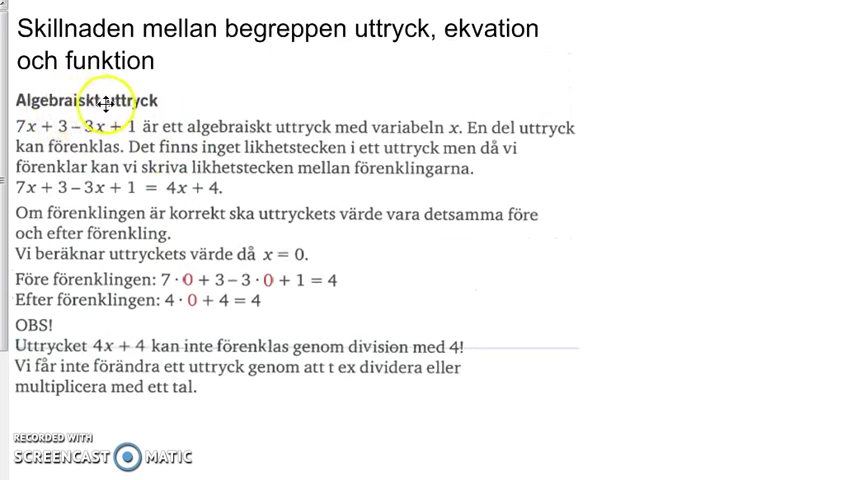 Skillnaden mellan begreppen uttryck, ekvation
och funktion
Algebraiskt uttryck
7x + 3 – 3x + 1 är ett algebraiskt uttryck med variabeln x. En del uttryck
kan förenklas. Det finns inget likhetstecken i ett uttryck men då vi
förenklar kan vi skriva likhetstecken mellan förenklingarna.
7x + 3 – 3x + 1 = 4x + 4.
Om förenklingen är korrekt ska uttryckets värde vara detsamma före
och efter förenkling.
Vi beräknar uttryckets värde då x = 0.
Före förenklingen: 7 · 0 + 3 – 3 · 0 + 1 = 4
Efter förenklingen: 4 · 0 + 4 = 4
OBS!
Uttrycket 4x + 4 kan inte förenklas genom division med 4!
Vi får inte förändra ett uttryck genom att t ex dividera eller
multiplicera med ett tal.
RECORDED WITH
SCREENCAST MATIC